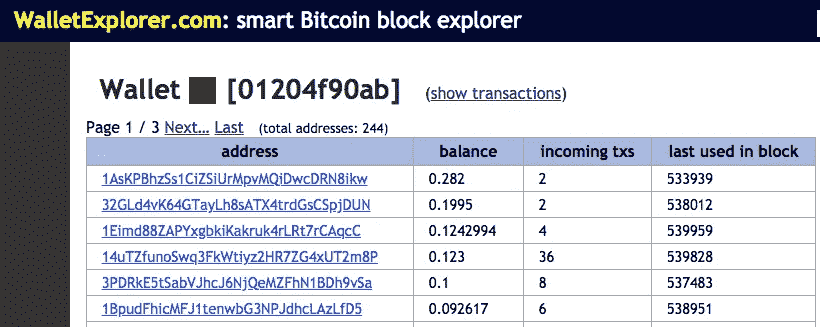 WalletExplorer.com: smart Bitcoin block explorer
Wallet [01204f90ab] (show transactions)
Page 1 / 3 Next... Last (total addresses: 244)
address balance incoming txs last used in block
1AsKPBhzSs1CiZSiUrMpvMQiDwcDRN8ikw 0.282 2 533939
32GLd4vK64GTayLh8sATX4trdGsCSpjDUN 0.1995 2 538012
1Eimd88ZAPYxgbkiKakruk4rLRt7rCAqcC 0.1242994 4 539959
14uTZfunoSwq3FkWtiyz2HR7ZG4xUT2m8P 0.123 36 539828
3PDRkE5tSabVJhcJ6NjQeMZFhN1BDh9vSa 0.1 8 537483
1BpudFhicMFJ1tenwbG3NPJdhcLAzLfD5 0.092617 6 538951